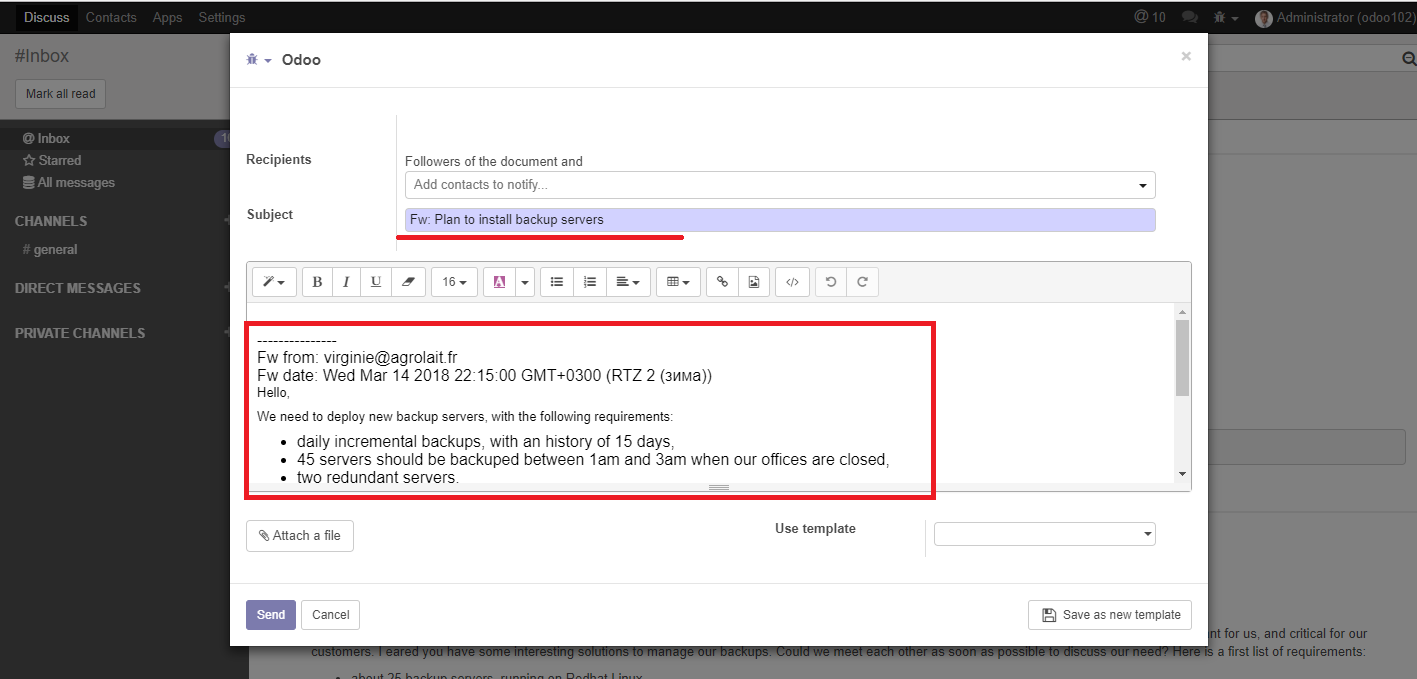 Discuss Contacts Apps Settings
@ 10 Administrator (odoo102)
#Inbox
Mark all read
@ Inbox
Starred
All messages
CHANNELS
# general
DIRECT MESSAGES
PRIVATE CHANNELS
Odoo
×
Recipients
Followers of the document and
Add contacts to notify...
Subject
Fw: Plan to install backup servers
B I U 16 A </>
---------------
Fw from: virginie@agrolait.fr
Fw date: Wed Mar 14 2018 22:15:00 GMT+0300 (RTZ 2 (зима))
Hello,
We need to deploy new backup servers, with the following requirements:
• daily incremental backups, with an history of 15 days,
• 45 servers should be backuped between 1am and 3am when our offices are closed,
• two redundant servers.
Attach a file
Use template
Send Cancel Save as new template
nt for us, and critical for our
customers. I eared you have some interesting solutions to manage our backups. Could we meet each other as soon as possible to discuss our need? Here is a first list of requirements:
• about 25 backup servers, running on Redhat Linux